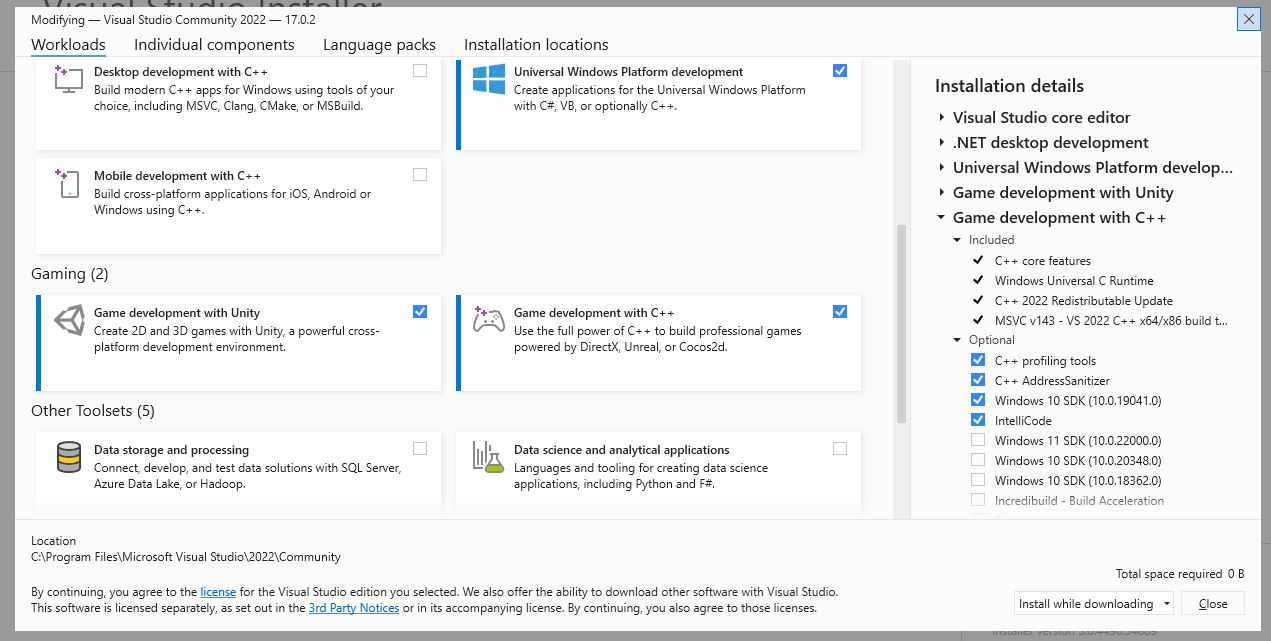 Visual Studio Installer
Modifying — Visual Studio Community 2022 — 17.0.2
Workloads
Individual components
Language packs
Installation locations
Desktop development with C++
Build modern C++ apps for Windows using tools of your
choice, including MSVC, Clang, CMake, or MSBuild.
Universal Windows Platform development
Create applications for the Universal Windows Platform
with C#, VB, or optionally C++.
Mobile development with C++
Build cross-platform applications for iOS, Android or
Windows using C++.
Gaming (2)
Game development with Unity
Create 2D and 3D games with Unity, a powerful cross-
platform development environment.
Game development with C++
Use the full power of C++ to build professional games
powered by DirectX, Unreal, or Cocos2d.
Other Toolsets (5)
Data storage and processing
Connect, develop, and test data solutions with SQL Server,
Azure Data Lake, or Hadoop.
Data science and analytical applications
Languages and tooling for creating data science
applications, including Python and F#.
Installation details
Visual Studio core editor
.NET desktop development
Universal Windows Platform develop...
Game development with Unity
Game development with C++
Included
C++ core features
Windows Universal C Runtime
C++ 2022 Redistributable Update
MSVC v143 - VS 2022 C++ x64/x86 build t...
Optional
C++ profiling tools
C++ AddressSanitizer
Windows 10 SDK (10.0.19041.0)
IntelliCode
Windows 11 SDK (10.0.22000.0)
Windows 10 SDK (10.0.20348.0)
Windows 10 SDK (10.0.18362.0)
Incredibuild - Build Acceleration
Location
C:\Program Files\Microsoft Visual Studio\2022\Community
By continuing, you agree to the license for the Visual Studio edition you selected. We also offer the ability to download other software with Visual Studio.
This software is licensed separately, as set out in the 3rd Party Notices or in its accompanying license. By continuing, you also agree to those licenses.
Total space required 0 B
Install while downloading
Close
Installer version